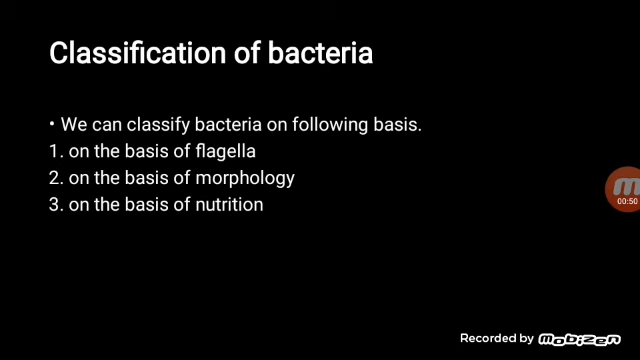 Classification of bacteria
• We can classify bacteria on following basis.
1. on the basis of flagella
2. on the basis of morphology
3. on the basis of nutrition
00:50
Recorded by mobizen